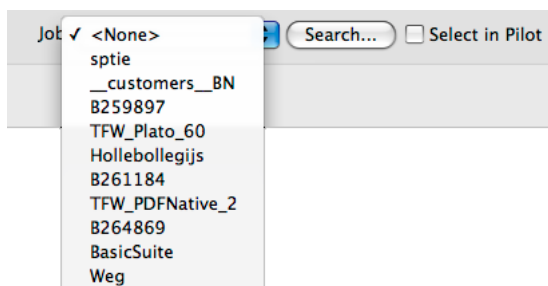 Job ✓ <None> Search... Select in Pilot
sptie
__customers__BN
B259897
TFW_Plato_60
Hollebollegijs
B261184
TFW_PDFNative_2
B264869
BasicSuite
Weg